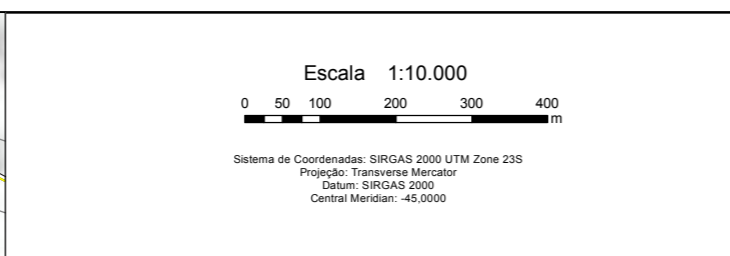 Escala 1:10.000
0 50 100 200 300 400
m
Sistema de Coordenadas: SIRGAS 2000 UTM Zone 23S
Projeção: Transverse Mercator
Datum: SIRGAS 2000
Central Meridian: -45,0000